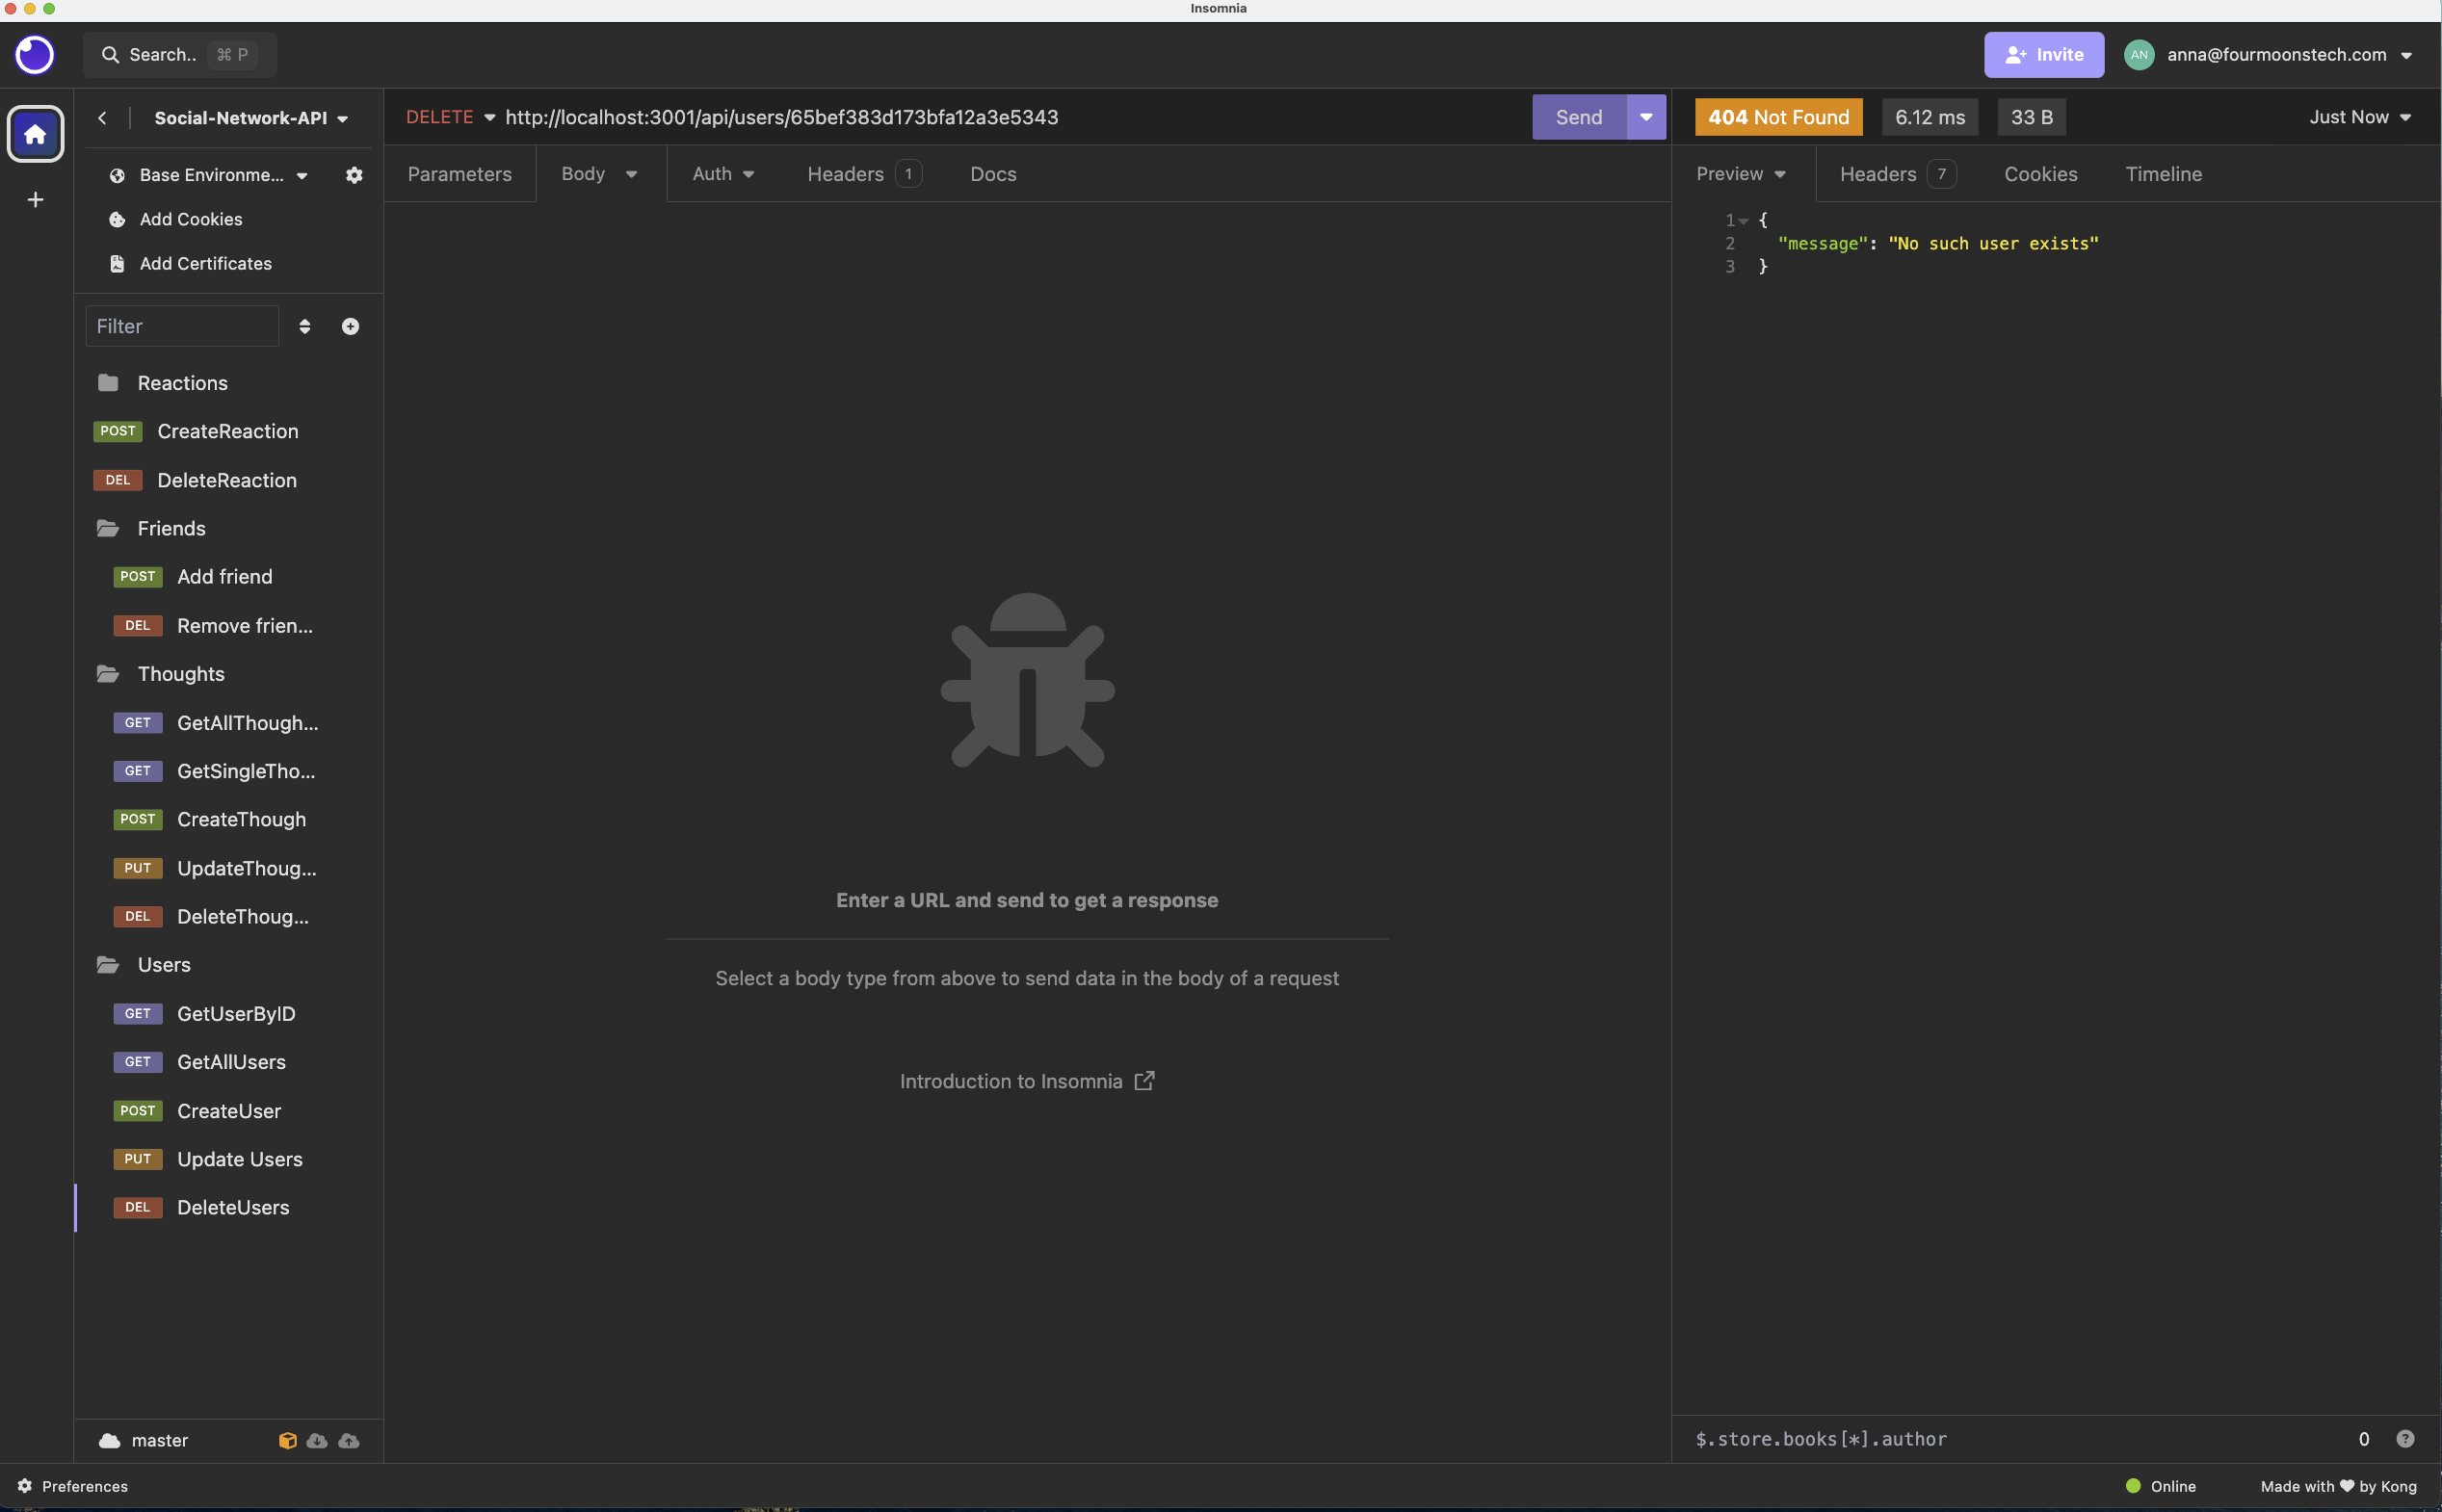 Insomnia
Search.. ⌘ P
Invite
AN anna@fourmoonstech.com
Social-Network-API
Base Environme...
Add Cookies
Add Certificates
Filter
Reactions
POST CreateReaction
DEL DeleteReaction
Friends
POST Add friend
DEL Remove frien...
Thoughts
GET GetAllThough...
GET GetSingleTho...
POST CreateThough
PUT UpdateThoug...
DEL DeleteThoug...
Users
GET GetUserByID
GET GetAllUsers
POST CreateUser
PUT Update Users
DEL DeleteUsers
master
DELETE http://localhost:3001/api/users/65bef383d173bfa12a3e5343
Send
Parameters Body Auth Headers 1 Docs
Enter a URL and send to get a response
Select a body type from above to send data in the body of a request
Introduction to Insomnia
404 Not Found 6.12 ms 33 B Just Now
Preview Headers 7 Cookies Timeline
1 {
2 "message": "No such user exists"
3 }
$.store.books[*].author 0 ?
Preferences
Online
Made with ♥ by Kong